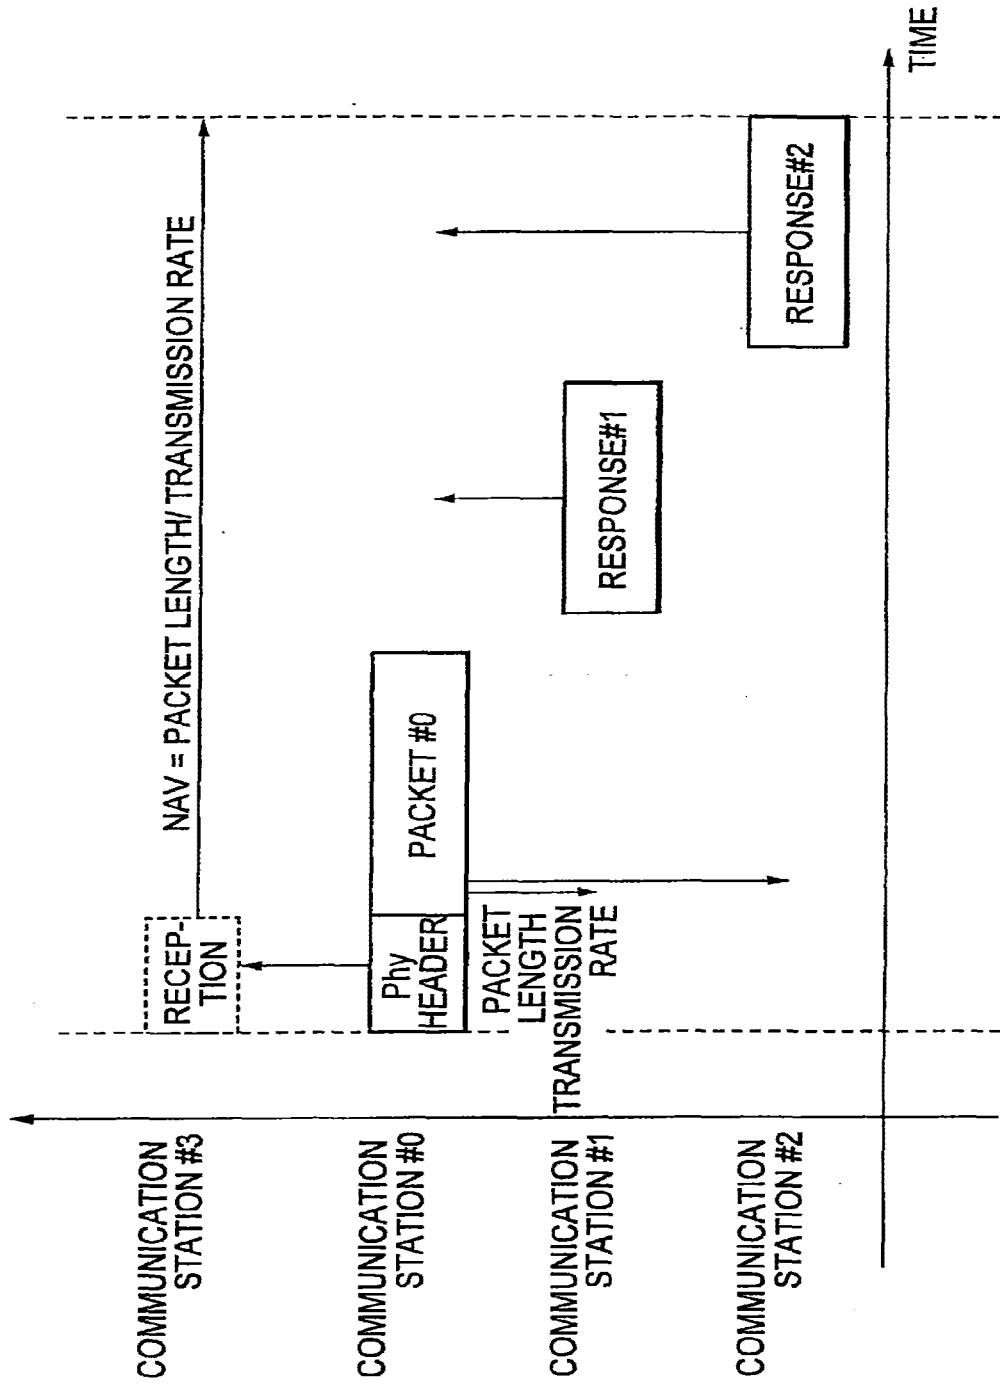 COMMUNICATION
STATION #3
RECEP-
TION
NAV = PACKET LENGTH/ TRANSMISSION RATE
COMMUNICATION
STATION #0
Phy
HEADER
PACKET #0
PACKET
LENGTH
TRANSMISSION
RATE
COMMUNICATION
STATION #1
RESPONSE#1
COMMUNICATION
STATION #2
RESPONSE#2
TIME